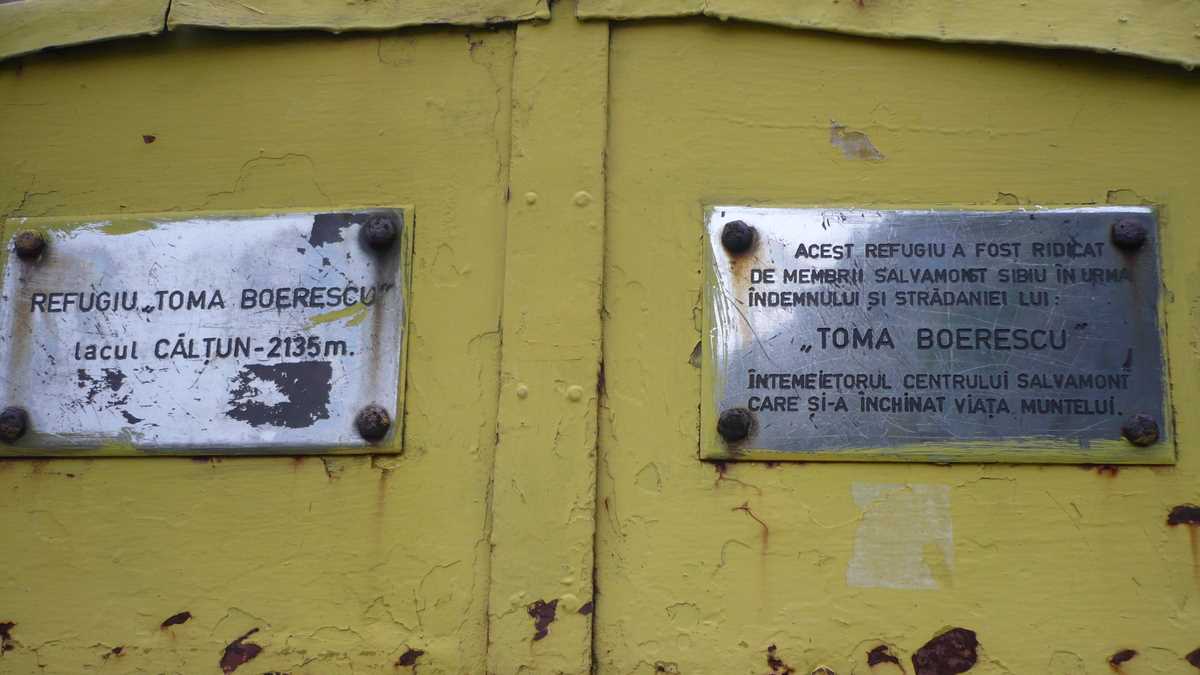 REFUGIU „TOMA BOERESCU"
lacul CĂLȚUN-2135m.
ACEST REFUGIU A FOST RIDICAT
DE MEMBRII SALVAMONT SIBIU ÎN URMA
ÎNDEMNULUI ȘI STRĂDANIEI LUI:
„TOMA BOERESCU"
ÎNTEMEIETORUL CENTRULUI SALVAMONT
CARE ȘI-A ÎNCHINAT VIAȚA MUNTELUI.